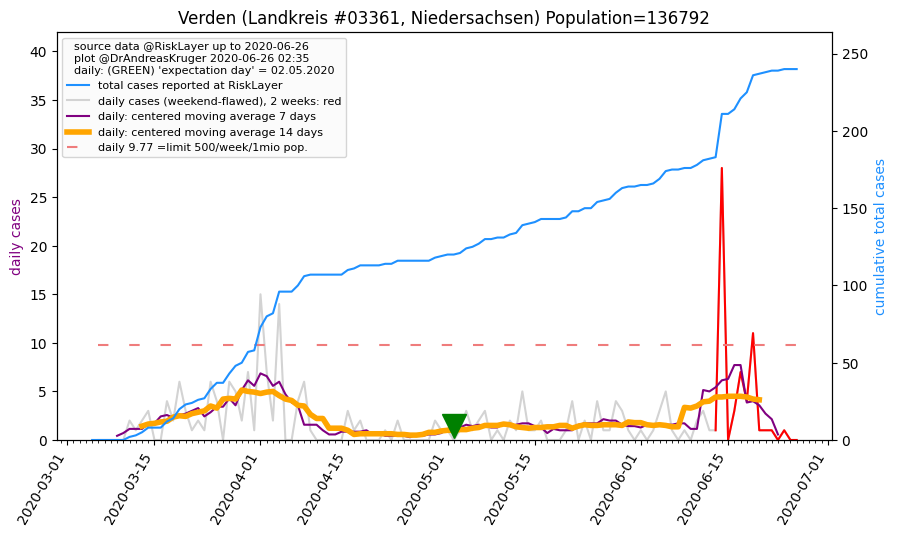 Verden (Landkreis #03361, Niedersachsen) Population=136792
source data @RiskLayer up to 2020-06-26
plot @DrAndreasKruger 2020-06-26 02:35
daily: (GREEN) 'expectation day' = 02.05.2020
total cases reported at RiskLayer
daily cases (weekend-flawed), 2 weeks: red
daily: centered moving average 7 days
daily: centered moving average 14 days
daily 9.77 =limit 500/week/1mio pop.
daily cases
40
35
30
25
20
15
10
5
0
cumulative total cases
250
200
150
100
50
0
2020-03-01
2020-03-15
2020-04-01
2020-04-15
2020-05-01
2020-05-15
2020-06-01
2020-06-15
2020-07-01